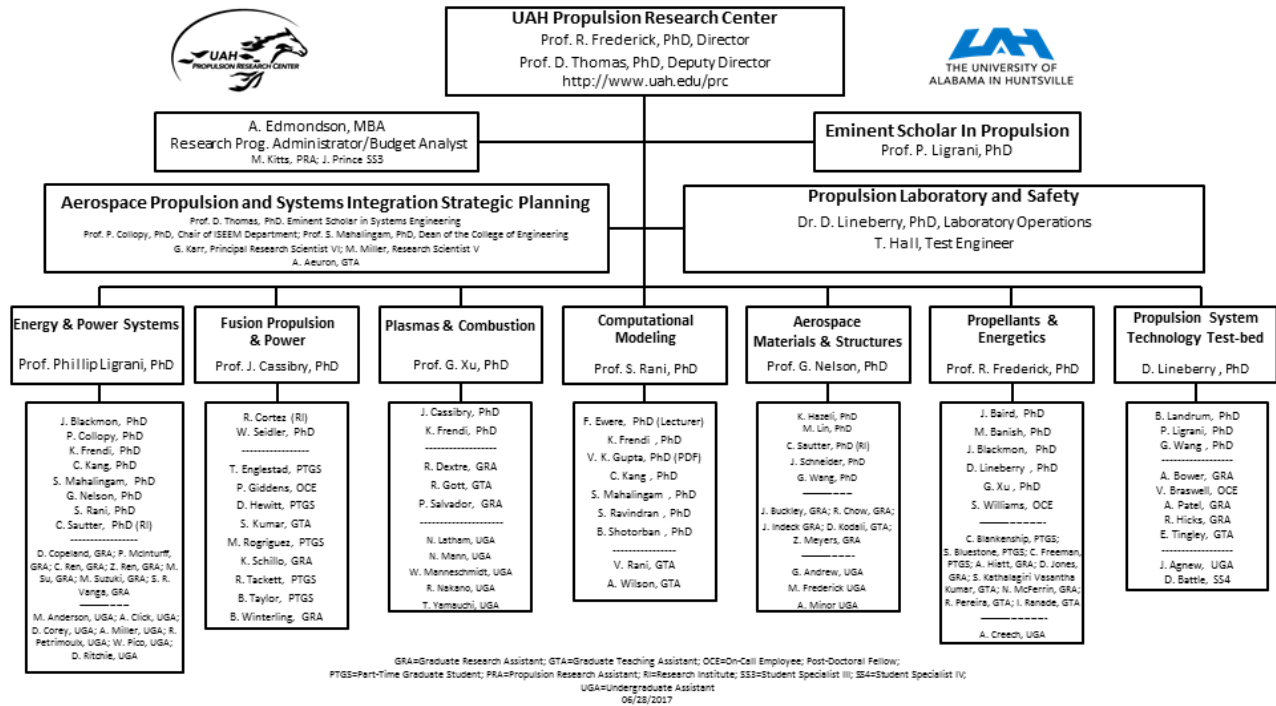 UAH
PROPULSION RESEARCH CENTER
UAH Propulsion Research Center
Prof. R. Frederick, PhD, Director
Prof. D. Thomas, PhD, Deputy Director
http://www.uah.edu/prc
UAH
THE UNIVERSITY OF
ALABAMA IN HUNTSVILLE
A. Edmondson, MBA
Research Prog. Administrator/Budget Analyst
M. Kitts, PRA; J. Prince SS3
Eminent Scholar In Propulsion
Prof. P. Ligrani, PhD
Aerospace Propulsion and Systems Integration Strategic Planning
Prof. D. Thomas, PhD. Eminent Scholar in Systems Engineering
Prof. P. Collopy, PhD, Chair of ISEEM Department; Prof. S. Mahalingam, PhD, Dean of the College of Engineering
G. Karr, Principal Research Scientist VI; M. Miller, Research Scientist V
A. Aeuron, GTA
Propulsion Laboratory and Safety
Dr. D. Lineberry, PhD, Laboratory Operations
T. Hall, Test Engineer
Energy & Power Systems
Prof. Phillip Ligrani, PhD
J. Blackmon, PhD
P. Collopy, PhD
K. Frendi, PhD
C. Kang, PhD
S. Mahalingam, PhD
G. Nelson, PhD
S. Rani, PhD
C. Sautter, PhD (RI)
------------------
D. Copeland, GRA; P. McInturff,
GRA; C. Ren, GRA; Z. Ren, GRA; M.
Su, GRA; M. Suzuki, GRA; S. R.
Vanga, GRA
---------
M. Anderson, UGA; A. Click, UGA;
D. Corey, UGA; A. Miller, UGA; R.
Petrimoulx, UGA; W. Pico, UGA;
D. Ritchie, UGA
Fusion Propulsion
& Power
Prof. J. Cassibry, PhD
R. Cortez (RI)
W. Seidler, PhD
------------------
T. Englestad, PTGS
P. Giddens, OCE
D. Hewitt, PTGS
S. Kumar, GTA
M. Rogriguez, PTGS
K. Schillo, GRA
R. Tackett, PTGS
B. Taylor, PTGS
B. Winterling, GRA
Plasmas & Combustion
Prof. G. Xu, PhD
J. Cassibry, PhD
K. Frendi, PhD
---------------------
R. Dextre, GRA
R. Gott, GTA
P. Salvador, GRA
----------------------
N. Latham, UGA
N. Mann, UGA
W. Manneschmidt, UGA
R. Nakano, UGA
T. Yamauchi, UGA
Computational
Modeling
Prof. S. Rani, PhD
F. Ewere, PhD (Lecturer)
K. Frendi , PhD
V. K. Gupta, PhD (PDF)
C. Kang , PhD
S. Mahalingam , PhD
S. Ravindran , PhD
B. Shotorban , PhD
-----------------
V. Rani, GTA
A. Wilson, GTA
Aerospace
Materials & Structures
Prof. G. Nelson, PhD
K. Hazeli, PhD
M. Lin, PhD
C. Sautter, PhD (RI)
J. Schneider, PhD
G. Wang, PhD
----------
J. Buckley, GRA; R. Chow, GRA;
J. Indeck GRA; D. Kodali, GTA;
Z. Meyers, GRA
-----------
G. Andrew, UGA
M. Frederick UGA
A. Minor UGA
Propellants &
Energetics
Prof. R. Frederick, PhD
J. Baird, PhD
M. Banish, PhD
J. Blackmon, PhD
D. Lineberry , PhD
G. Xu , PhD
S. Williams, OCE
-------------
C. Blankenship, PTGS;
S. Bluestone, PTGS; C. Freeman,
PTGS; A. Hiatt, GRA; D. Jones,
GRA; S. Kathalagiri Vasantha
Kumar, GTA; N. McFerrin, GRA;
R. Pereira, GTA; I. Ranade, GTA
------------
A. Creech, UGA
Propulsion System
Technology Test-bed
D. Lineberry , PhD
B. Landrum, PhD
P. Ligrani, PhD
G. Wang , PhD
-------------------
A. Bower, GRA
V. Braswell, OCE
A. Patel, GRA
R. Hicks, GRA
E. Tingley, GTA
-------------------
J. Agnew, UGA
D. Battle, SS4
GRA=Graduate Research Assistant; GTA=Graduate Teaching Assistant; OCE=On-Call Employee; Post-Doctoral Fellow;
PTGS=Part-Time Graduate Student; PRA=Propulsion Research Assistant; RI=Research Institute; SS3=Student Specialist III; SS4=Student Specialist IV;
UGA=Undergraduate Assistant
06/28/2017